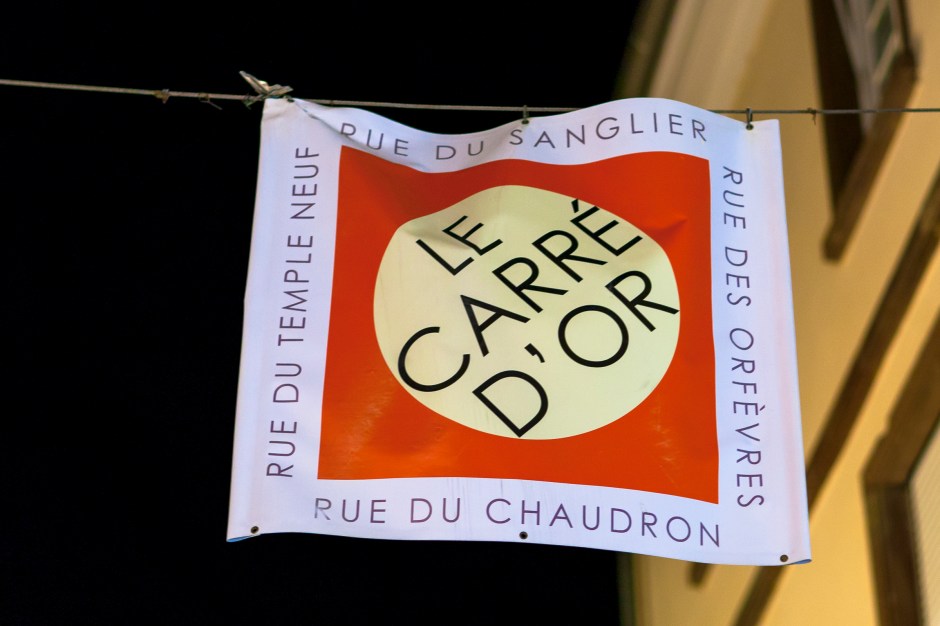 RUE DU SANGLIER
RUE DU TEMPLE NEUF
LE
CARRÉ
D'OR
RUE DES ORFÈVRES
RUE DU CHAUDRON